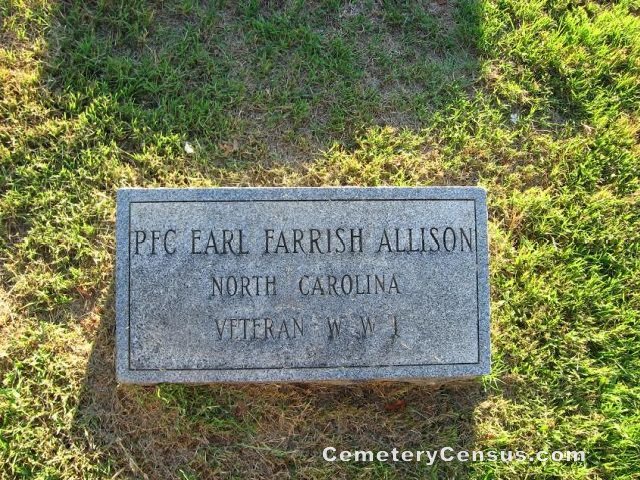 PFC EARL FARRISH ALLISON
NORTH CAROLINA
VETERAN W W I
CemeteryCensus.com